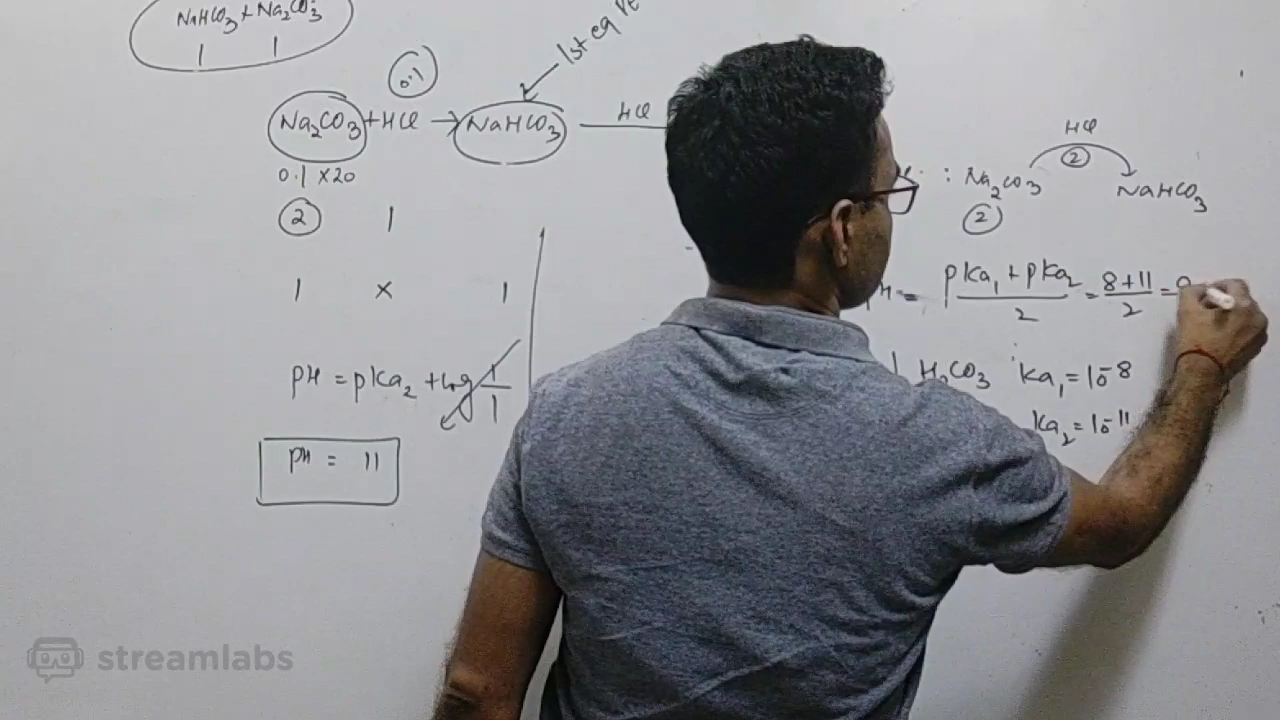 NaHCO3 + Na2CO3
1 1
0.1
1st eq pt
Na2CO3 + HCl → NaHCO3 HCl
0.1 × 20
2 1
1 × 1
pH = pKa2 + log 1/1
pH = 11
HCl
2
: Na2CO3 NaHCO3
2
= pKa1 + pKa2 / 2 = 8 + 11 / 2 =
H2CO3 Ka1 = 10-8
Ka2 = 10-11
streamlabs